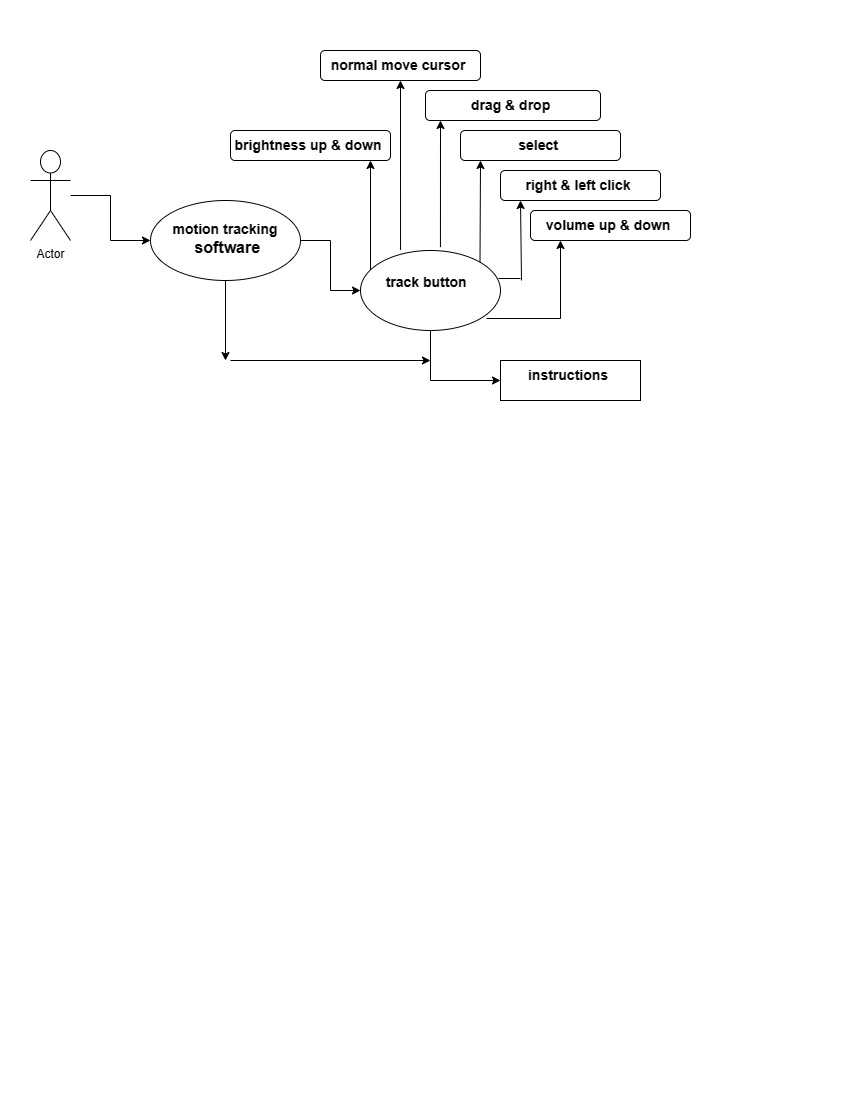 normal move cursor
drag & drop
brightness up & down
select
right & left click
volume up & down
motion tracking
software
Actor
track button
instructions